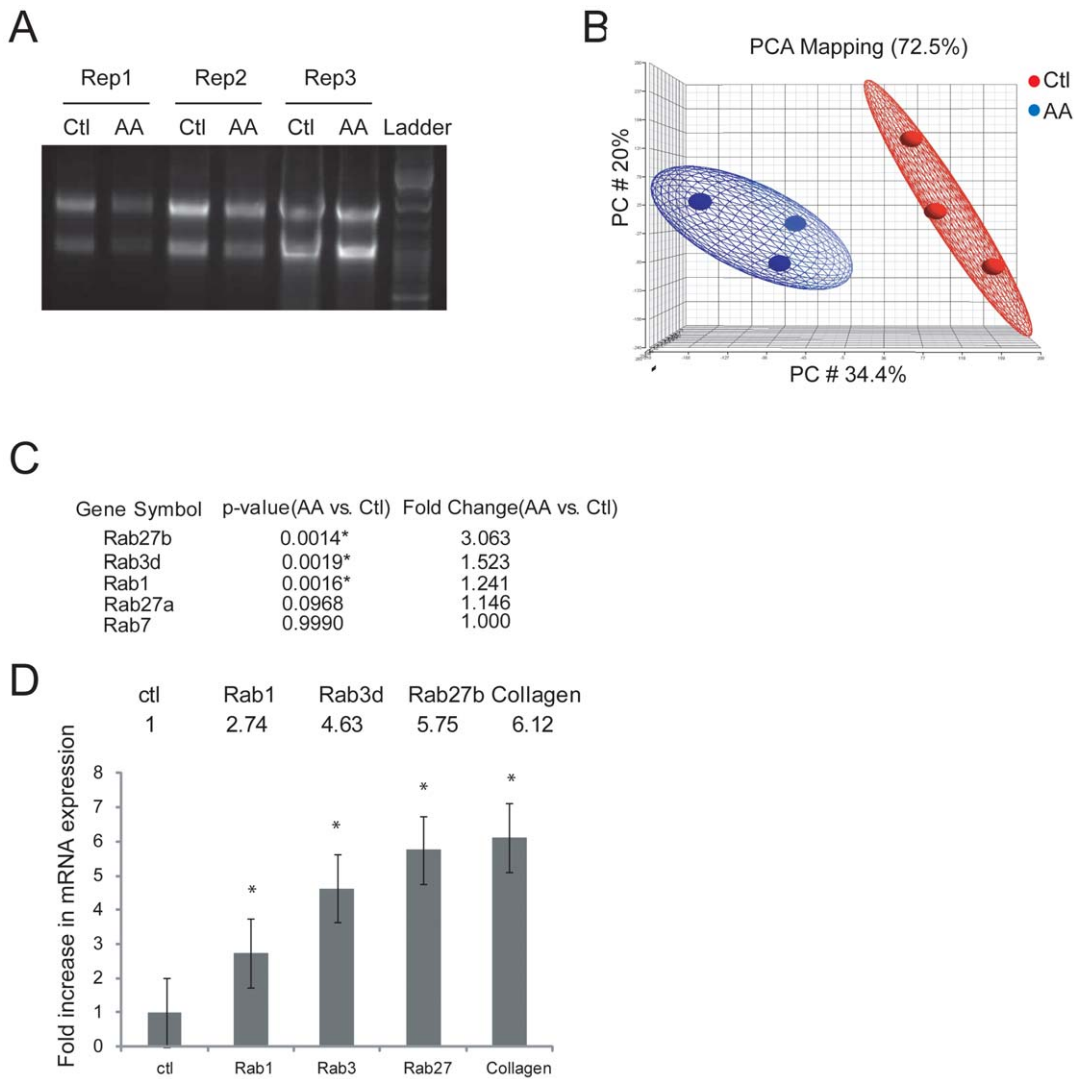 A
Rep1 Rep2 Rep3
Ctl AA Ctl AA Ctl AA Ladder
B
PCA Mapping (72.5%)
Ctl
AA
PC # 20%
PC # 34.4%
C
Gene Symbol p-value(AA vs. Ctl) Fold Change(AA vs. Ctl)
Rab27b 0.0014* 3.063
Rab3d 0.0019* 1.523
Rab1 0.0016* 1.241
Rab27a 0.0968 1.146
Rab7 0.9990 1.000
D
ctl Rab1 Rab3d Rab27b Collagen
1 2.74 4.63 5.75 6.12
Fold increase in mRNA expression
8
7
6
5
4
3
2
1
0
* * * *
ctl Rab1 Rab3 Rab27 Collagen